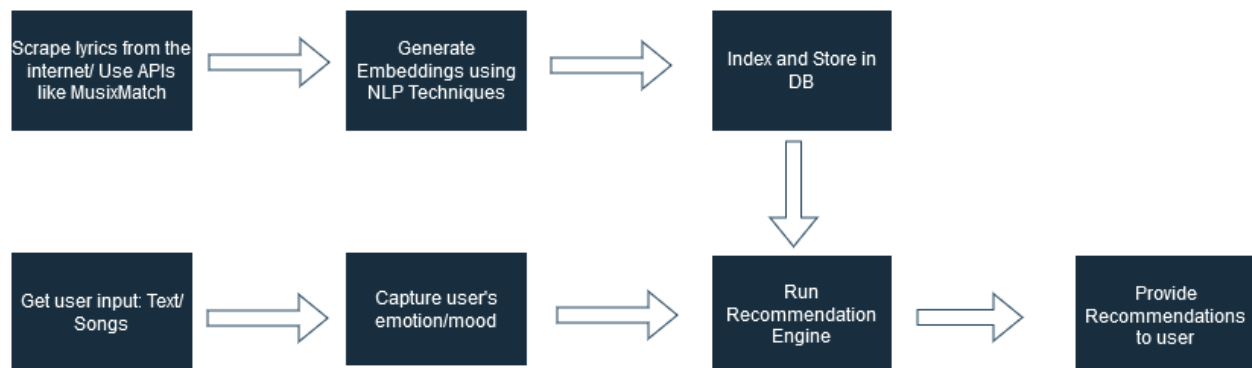 Scrape lyrics from the
internet/ Use APIs
like MusixMatch
Generate
Embeddings using
NLP Techniques
Index and Store in
DB
Get user input: Text/
Songs
Capture user's
emotion/mood
Run
Recommendation
Engine
Provide
Recommendations
to user